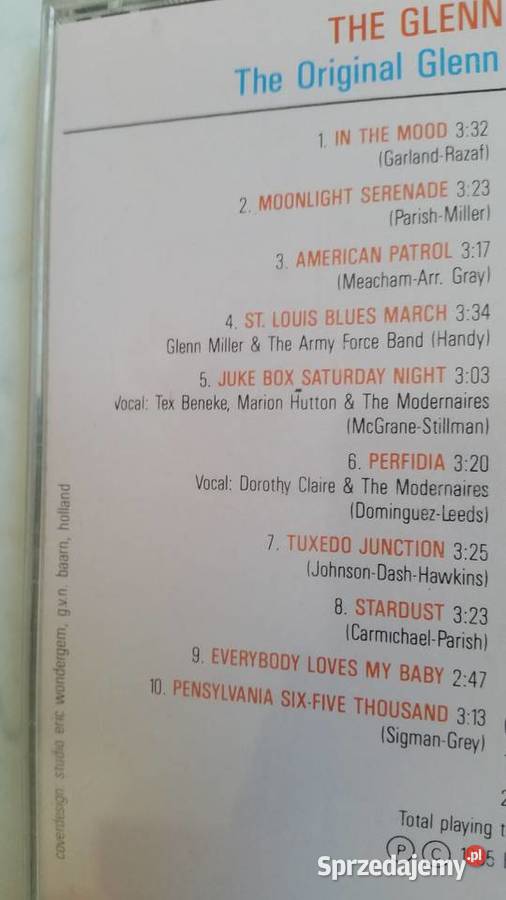 THE GLENN
The Original Glenn
1. IN THE MOOD 3:32
(Garland-Razaf)
2. MOONLIGHT SERENADE 3:23
(Parish-Miller)
3. AMERICAN PATROL 3:17
(Meacham-Arr. Gray)
4. ST. LOUIS BLUES MARCH 3:34
Glenn Miller & The Army Force Band (Handy)
5. JUKE BOX SATURDAY NIGHT 3:03
Vocal: Tex Beneke, Marion Hutton & The Modernaires
(McGrane-Stillman)
6. PERFIDIA 3:20
Vocal: Dorothy Claire & The Modernaires
(Dominguez-Leeds)
7. TUXEDO JUNCTION 3:25
(Johnson-Dash-Hawkins)
8. STARDUST 3:23
(Carmichael-Parish)
9. EVERYBODY LOVES MY BABY 2:47
10. PENSYLVANIA SIX-FIVE THOUSAND 3:13
(Sigman-Grey)
Total playing
Ⓟ Ⓒ
coverdesign: studio eric wondergem, g.v.n. baarn, holland
Sprzedajemy.pl